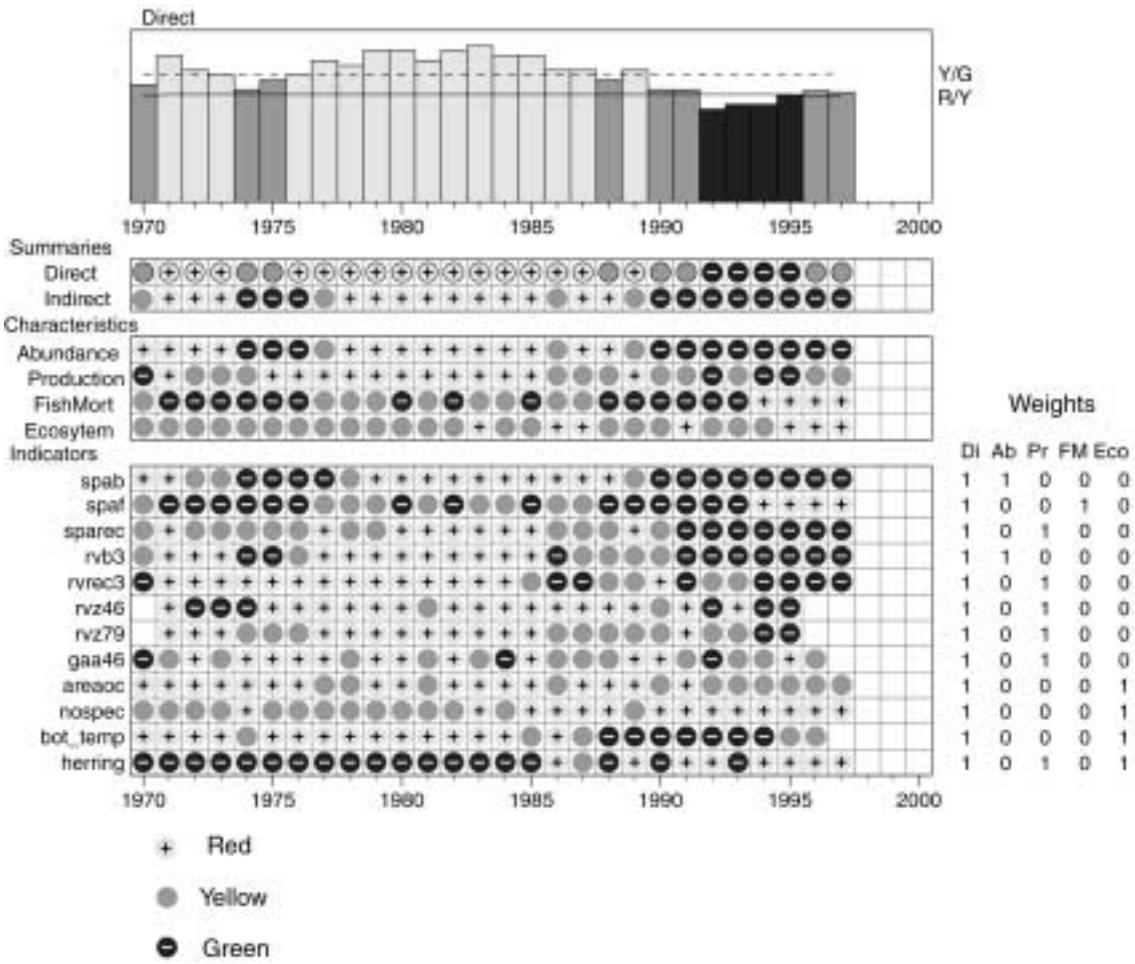 Direct
Y/G
R/Y
1970 1975 1980 1985 1990 1995 2000
Summaries
Direct
Indirect
Characteristics
Abundance
Production
FishMort
Ecosytem
Weights
Indicators
Di Ab Pr FM Eco
spab 1 1 0 0 0
spaf 1 0 0 1 0
sparec 1 0 1 0 0
rvb3 1 1 0 0 0
rvrec3 1 0 1 0 0
rvz46 1 0 1 0 0
rvz79 1 0 1 0 0
gaa46 1 0 1 0 0
areaoc 1 0 0 0 1
nospec 1 0 0 0 1
bot_temp 1 0 0 0 1
herring 1 0 1 0 1
1970 1975 1980 1985 1990 1995 2000
+ Red
Yellow
− Green